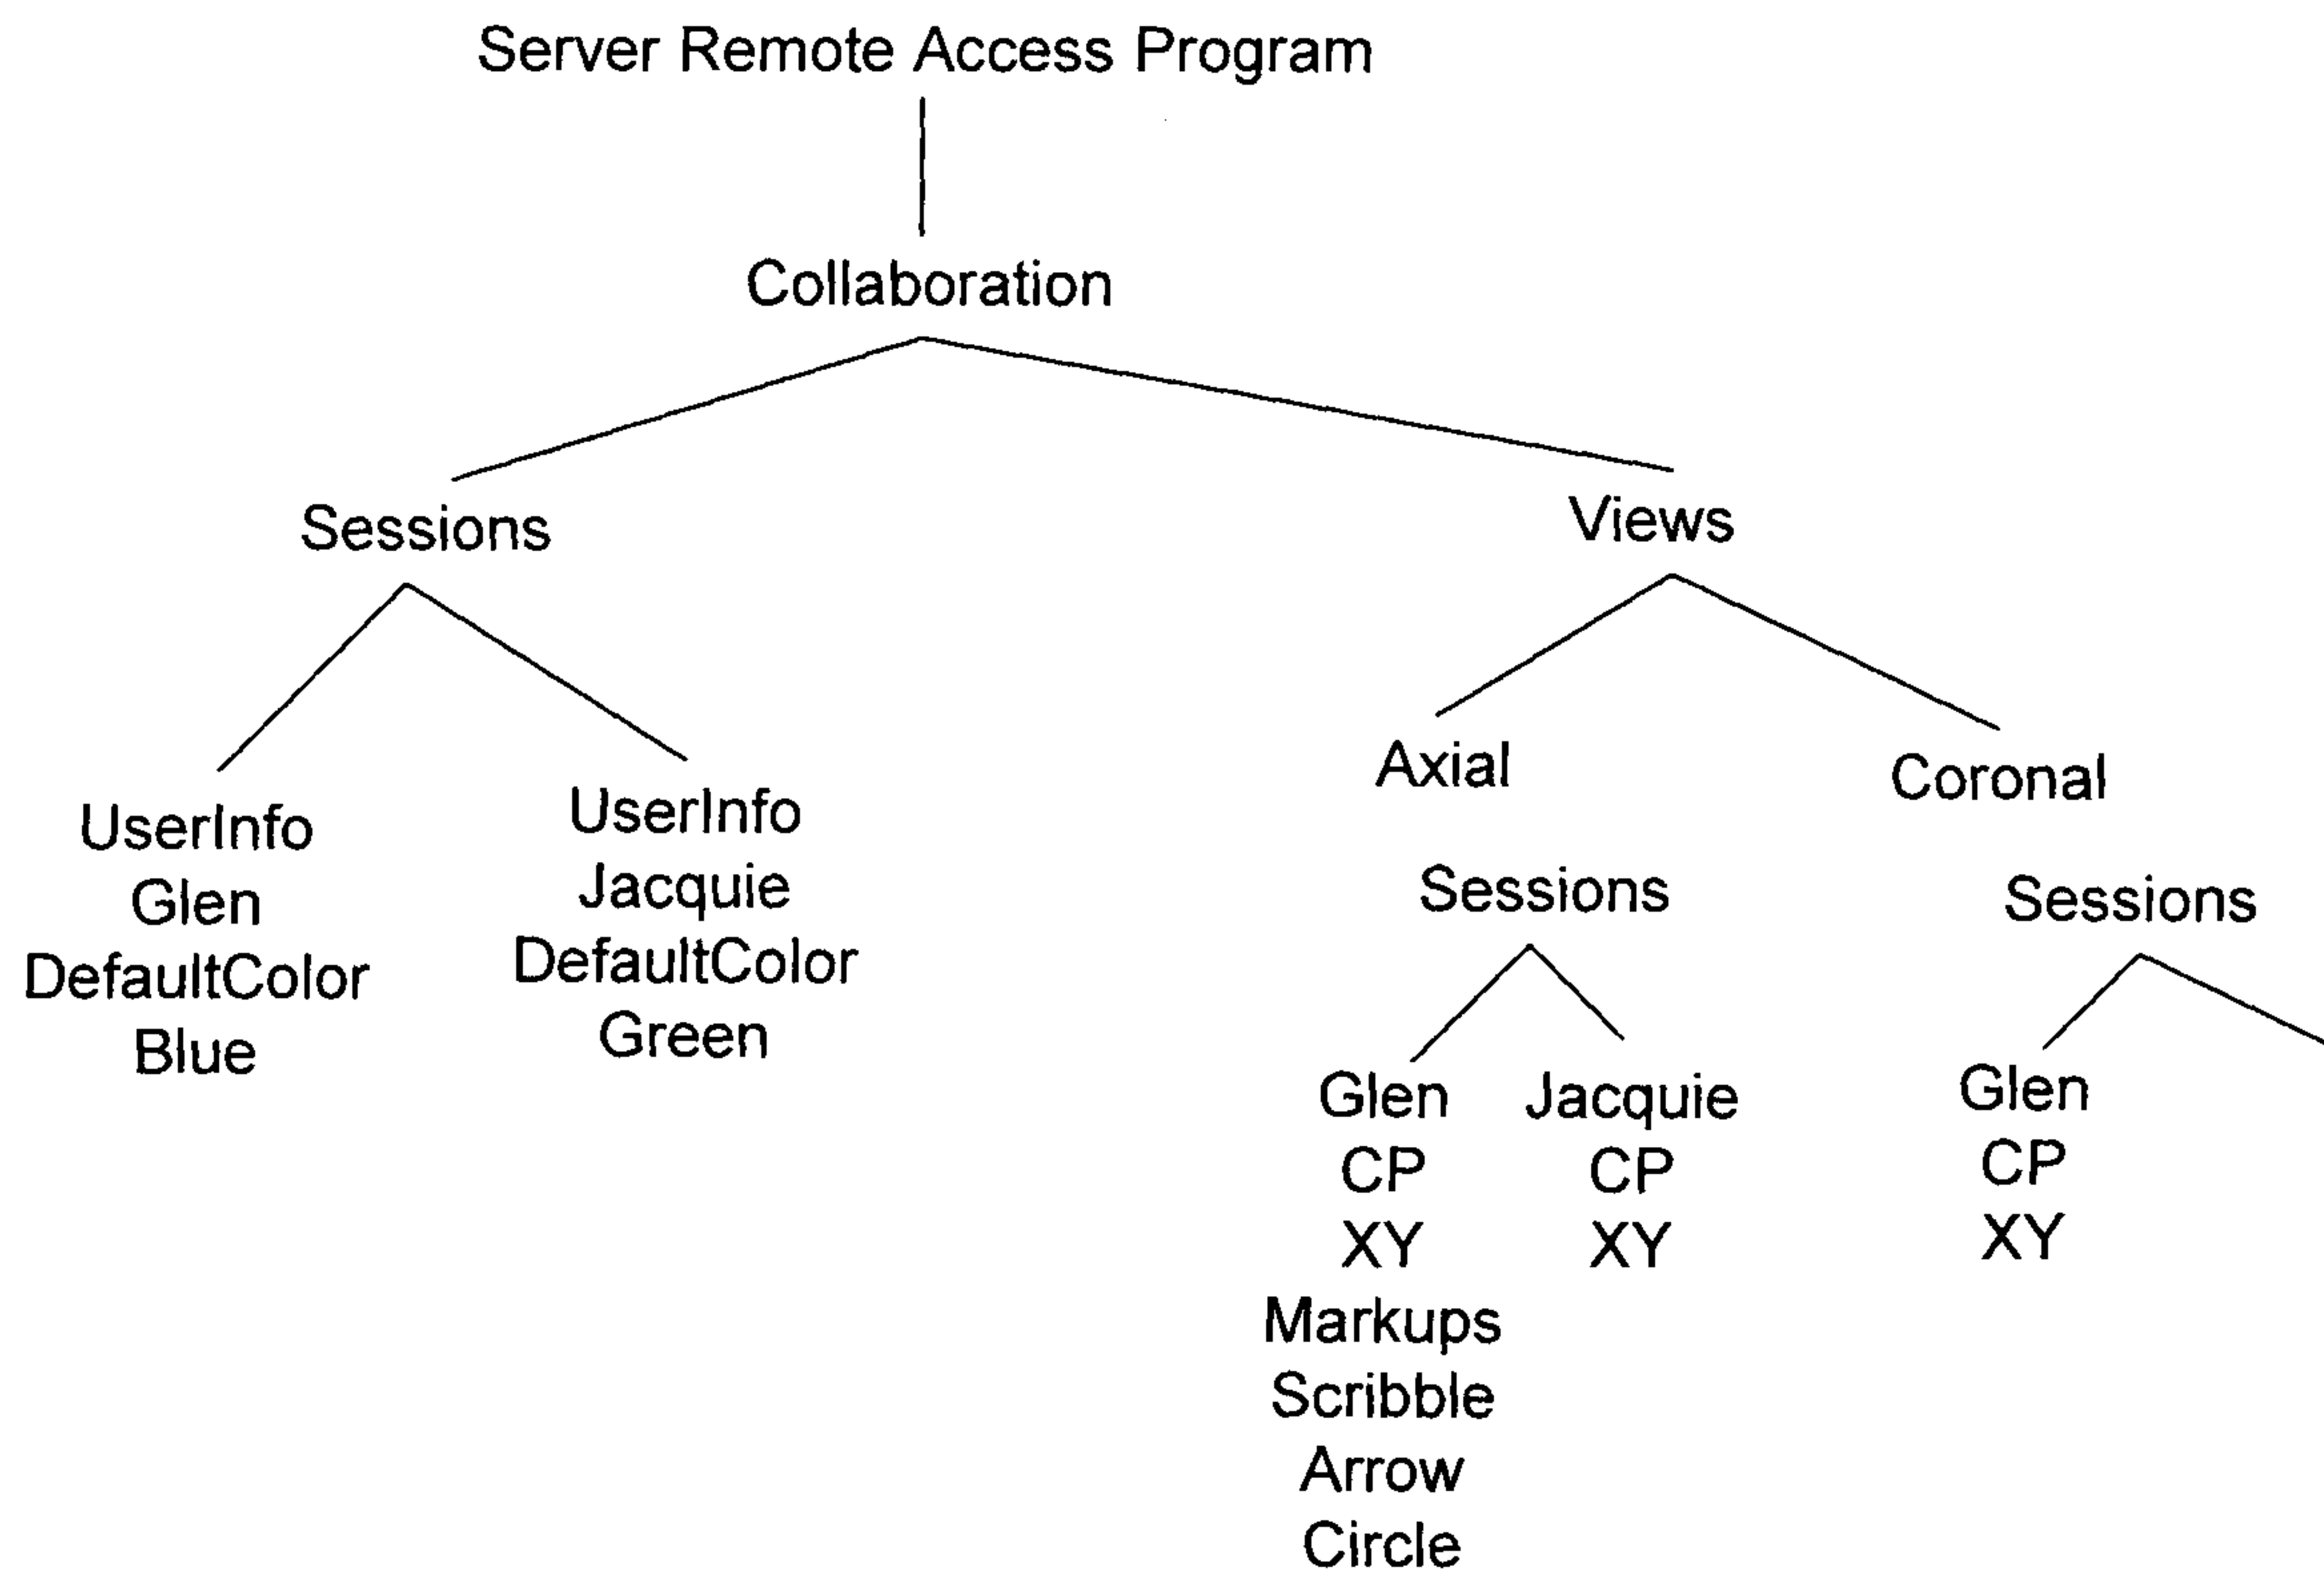 Server Remote Access Program
Collaboration
Sessions
Views
UserInfo
Glen
DefaultColor
Blue
UserInfo
Jacquie
DefaultColor
Green
Axial
Sessions
Glen
CP
XY
Markups
Scribble
Arrow
Circle
Jacquie
CP
XY
Coronal
Sessions
Glen
CP
XY